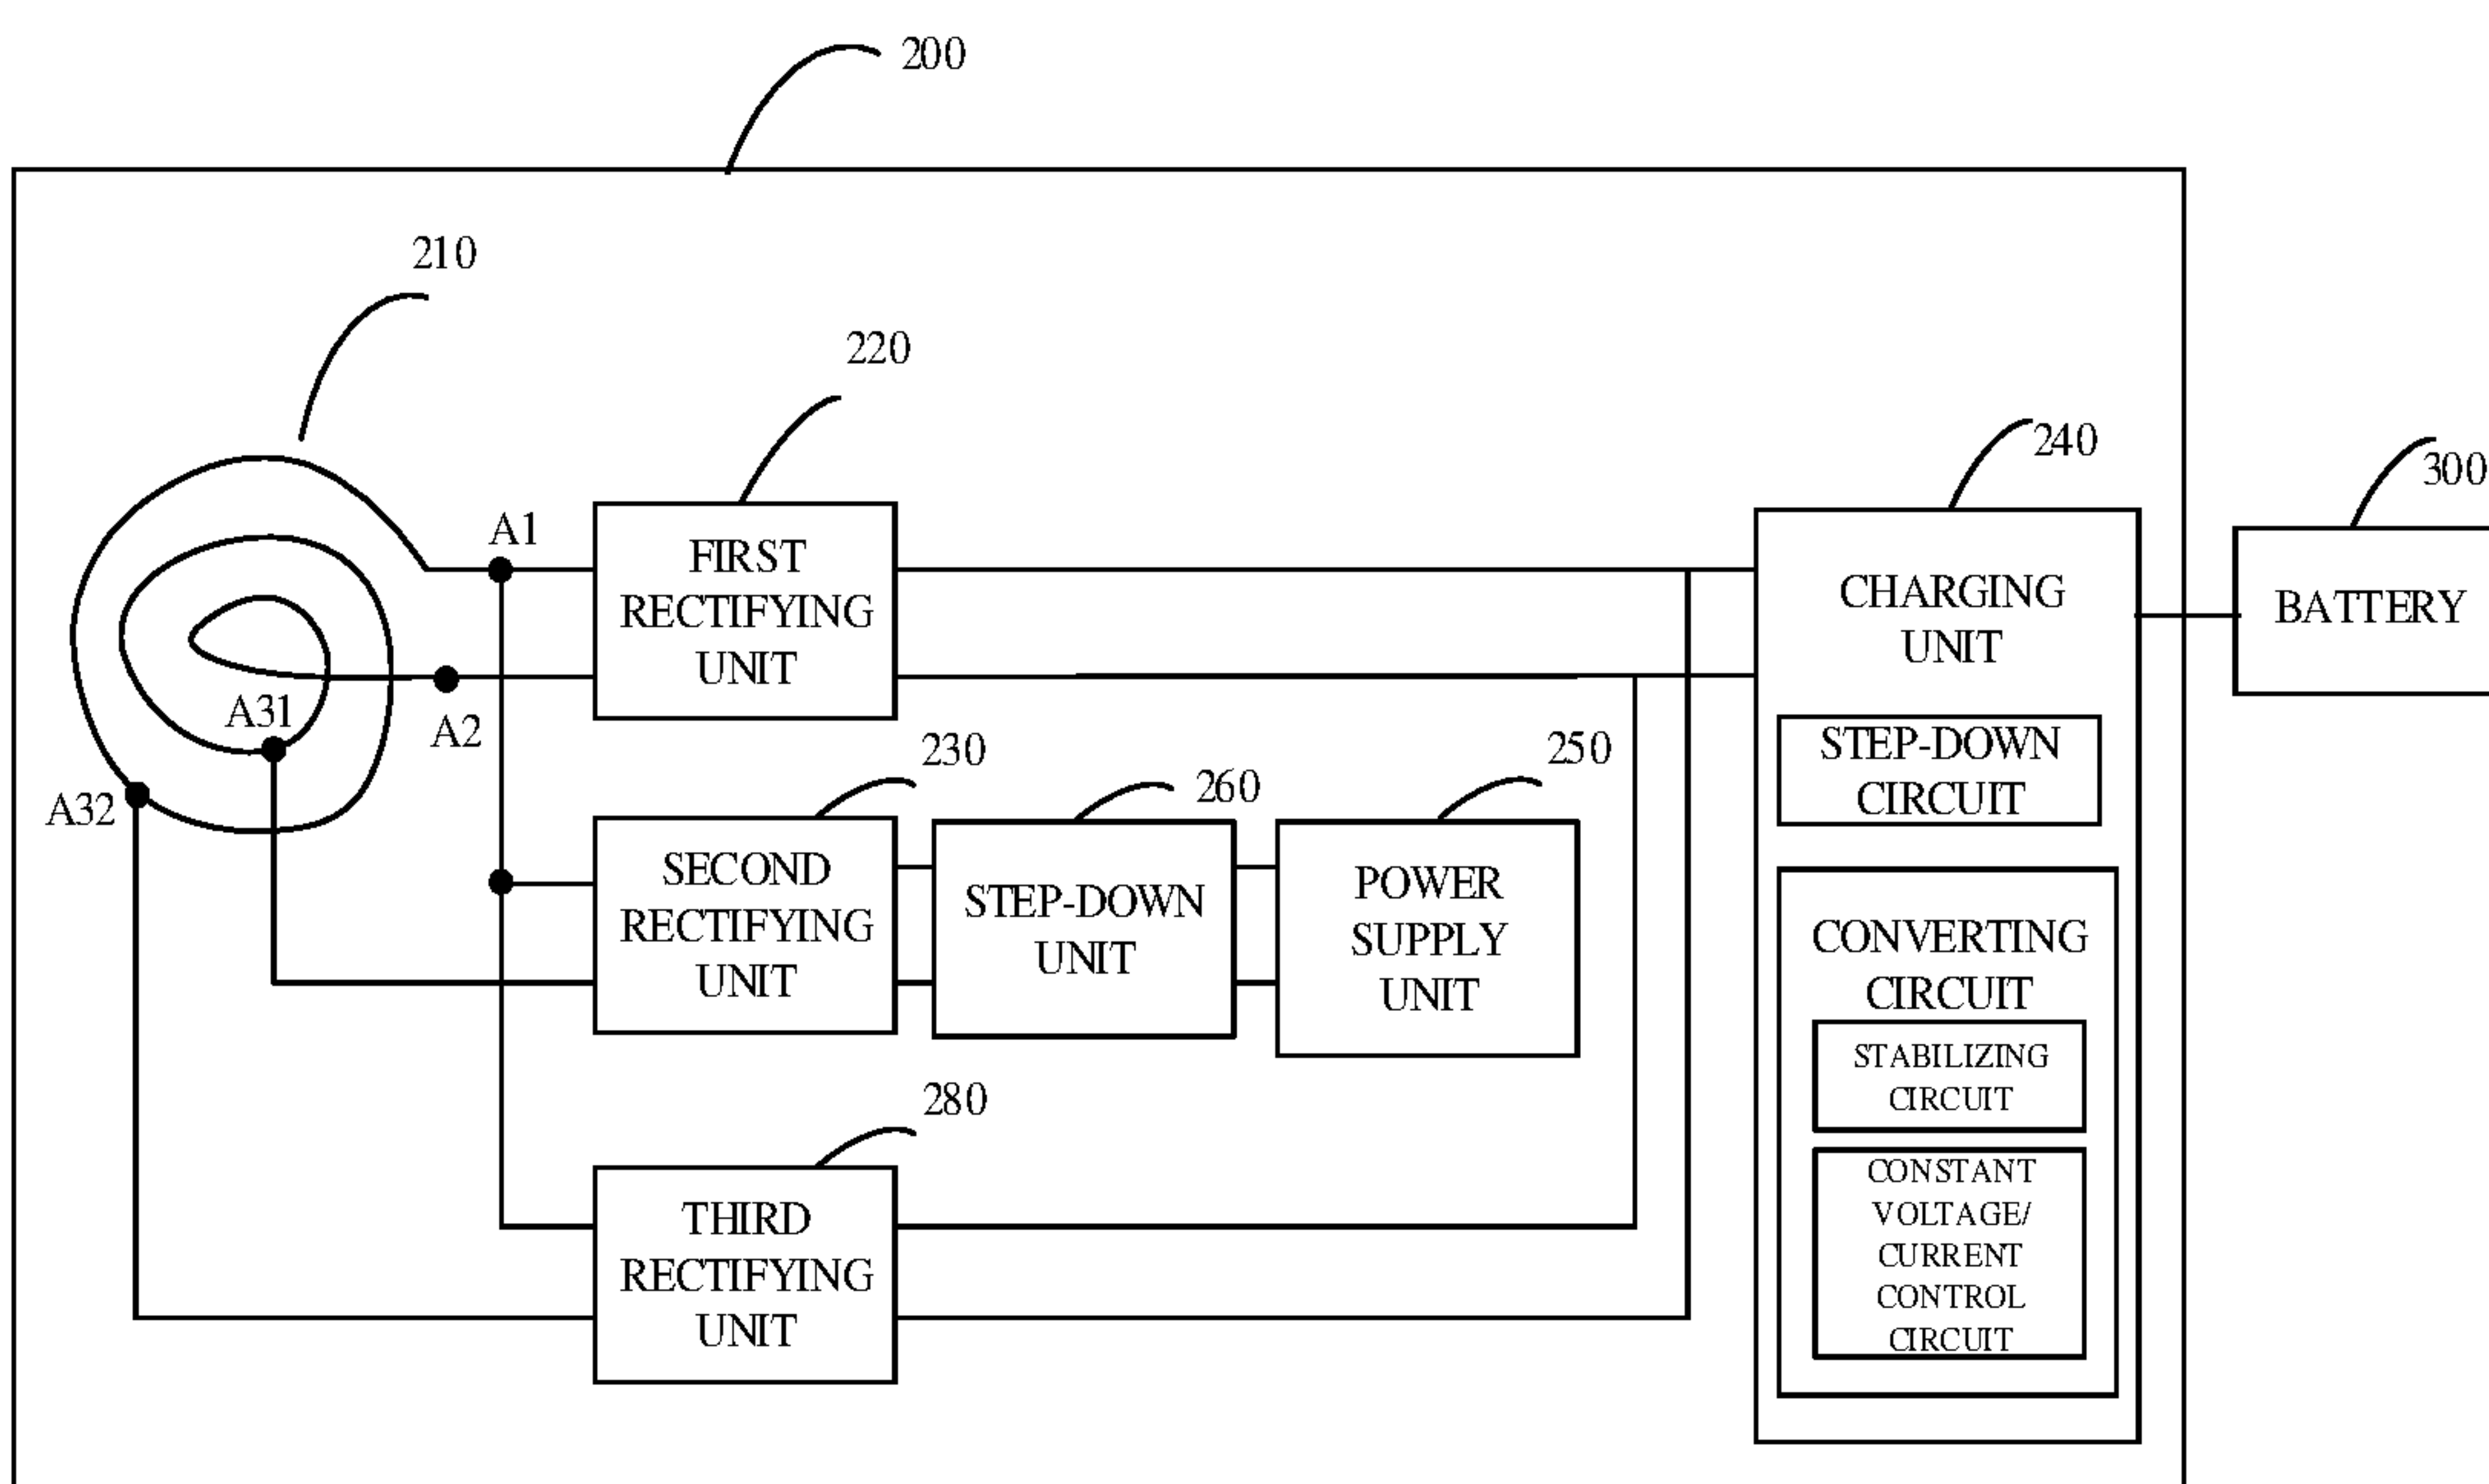 200
210
220
240
300
A1
FIRST
RECTIFYING
UNIT
CHARGING
UNIT
BATTERY
A31
A2
A32
230
260
250
STEP-DOWN
CIRCUIT
SECOND
RECTIFYING
UNIT
STEP-DOWN
UNIT
POWER
SUPPLY
UNIT
CONVERTING
CIRCUIT
STABILIZING
CIRCUIT
280
THIRD
RECTIFYING
UNIT
CONSTANT
VOLTAGE/
CURRENT
CONTROL
CIRCUIT